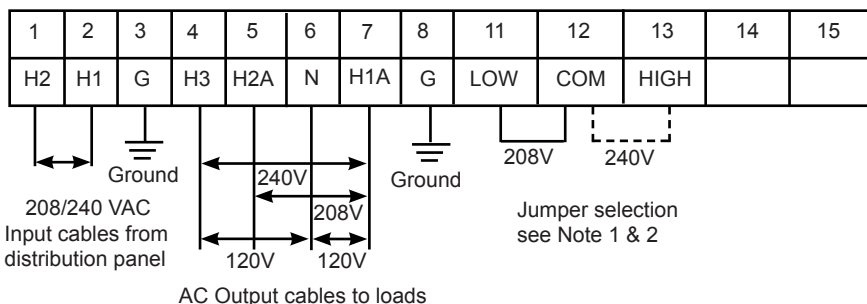 1 2 3 4 5 6 7 8 11 12 13 14 15
H2 H1 G H3 H2A N H1A G LOW COM HIGH
208V 240V
Ground 240V Ground
208/240 VAC 208V Jumper selection
Input cables from see Note 1 & 2
distribution panel 120V 120V
AC Output cables to loads